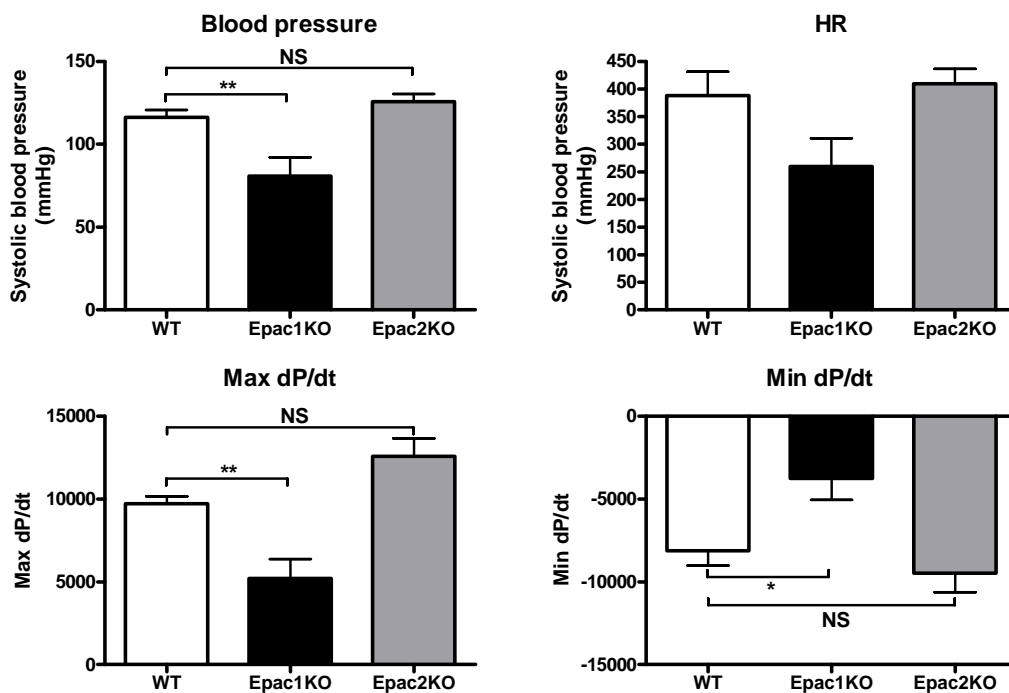 Blood pressure
Systolic blood pressure
(mmHg)
150
100
50
0
NS
**
WT
Epac1KO
Epac2KO
HR
Systolic blood pressure
(mmHg)
450
400
350
300
250
200
150
100
50
0
WT
Epac1KO
Epac2KO
Max dP/dt
Max dP/dt
15000
10000
5000
0
NS
**
WT
Epac1KO
Epac2KO
Min dP/dt
Min dP/dt
0
-5000
-10000
-15000
*
NS
WT
Epac1KO
Epac2KO